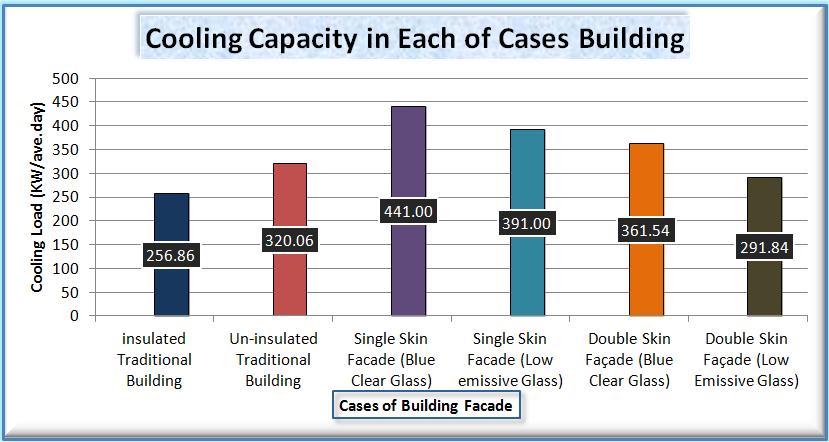 Cooling Capacity in Each of Cases Building
Cooling Load (KW/ave.day)
500
450
400
350
300
250
200
150
100
50
0
256.86
320.06
441.00
391.00
361.54
291.84
insulated
Traditional
Building
Un-insulated
Traditional
Building
Single Skin
Facade (Blue
Clear Glass)
Single Skin
Facade (Low
emissive Glass)
Double Skin
Façade (Blue
Clear Glass)
Double Skin
Façade (Low
Emissive Glass)
Cases of Building Facade